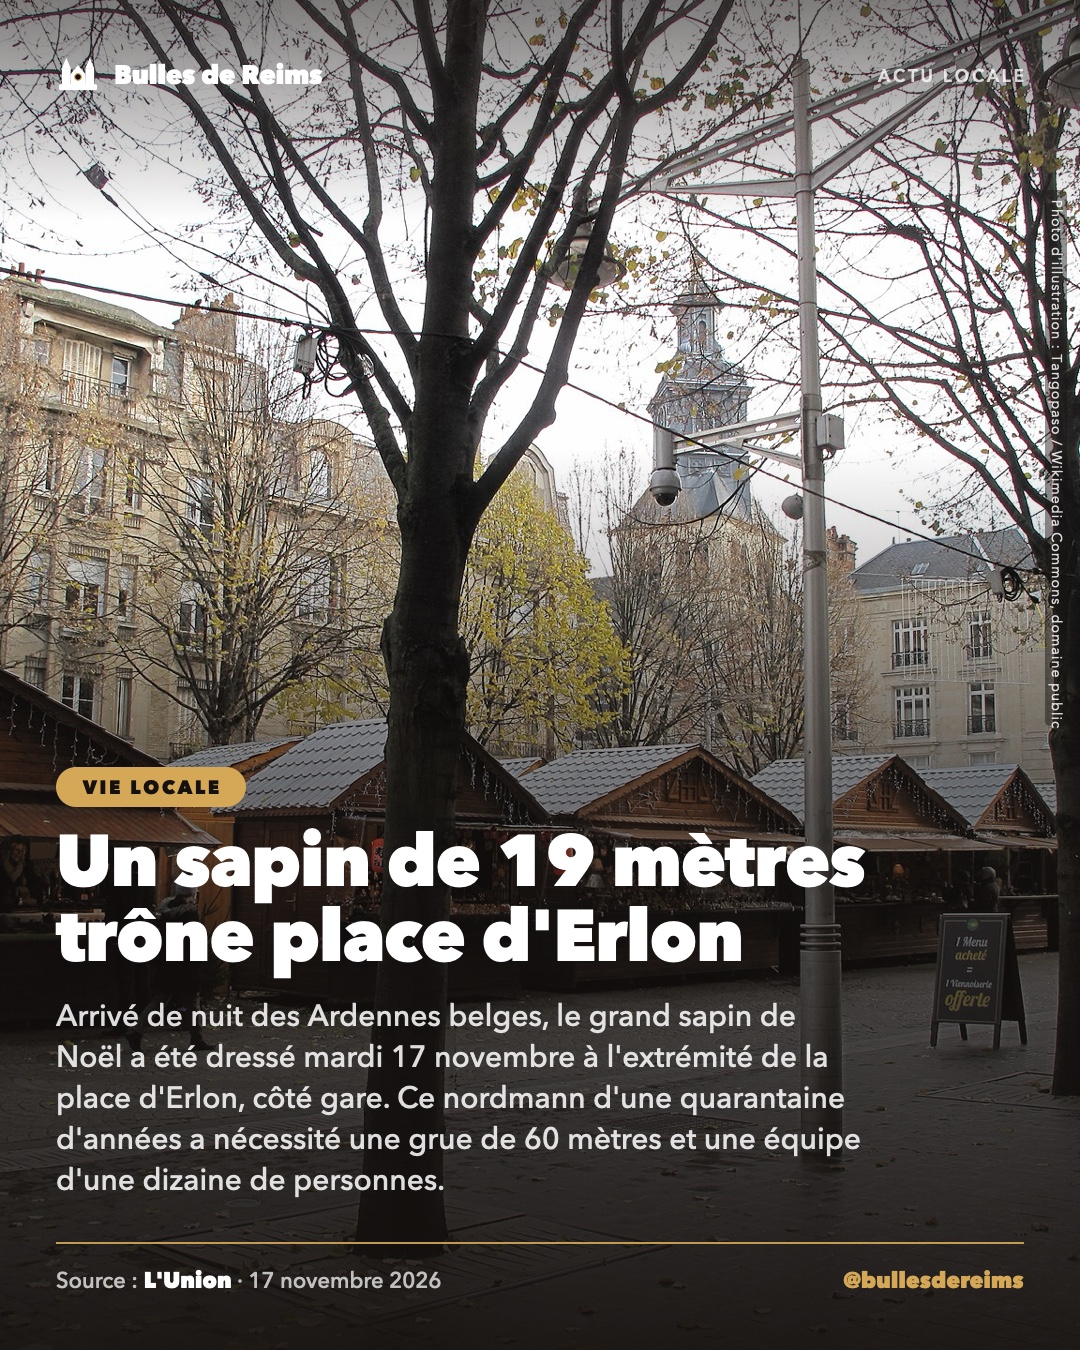 Bulles de Reims
ACTU LOCALE
Photo d'illustration : Tangopaso / Wikimedia Commons, domaine public
VIE LOCALE
Un sapin de 19 mètres
trône place d'Erlon
1 Menu
acheté
=
1 Viennoiserie
offerte
Arrivé de nuit des Ardennes belges, le grand sapin de
Noël a été dressé mardi 17 novembre à l'extrémité de la
place d'Erlon, côté gare. Ce nordmann d'une quarantaine
d'années a nécessité une grue de 60 mètres et une équipe
d'une dizaine de personnes.
Source : L'Union · 17 novembre 2026
@bullesdereims